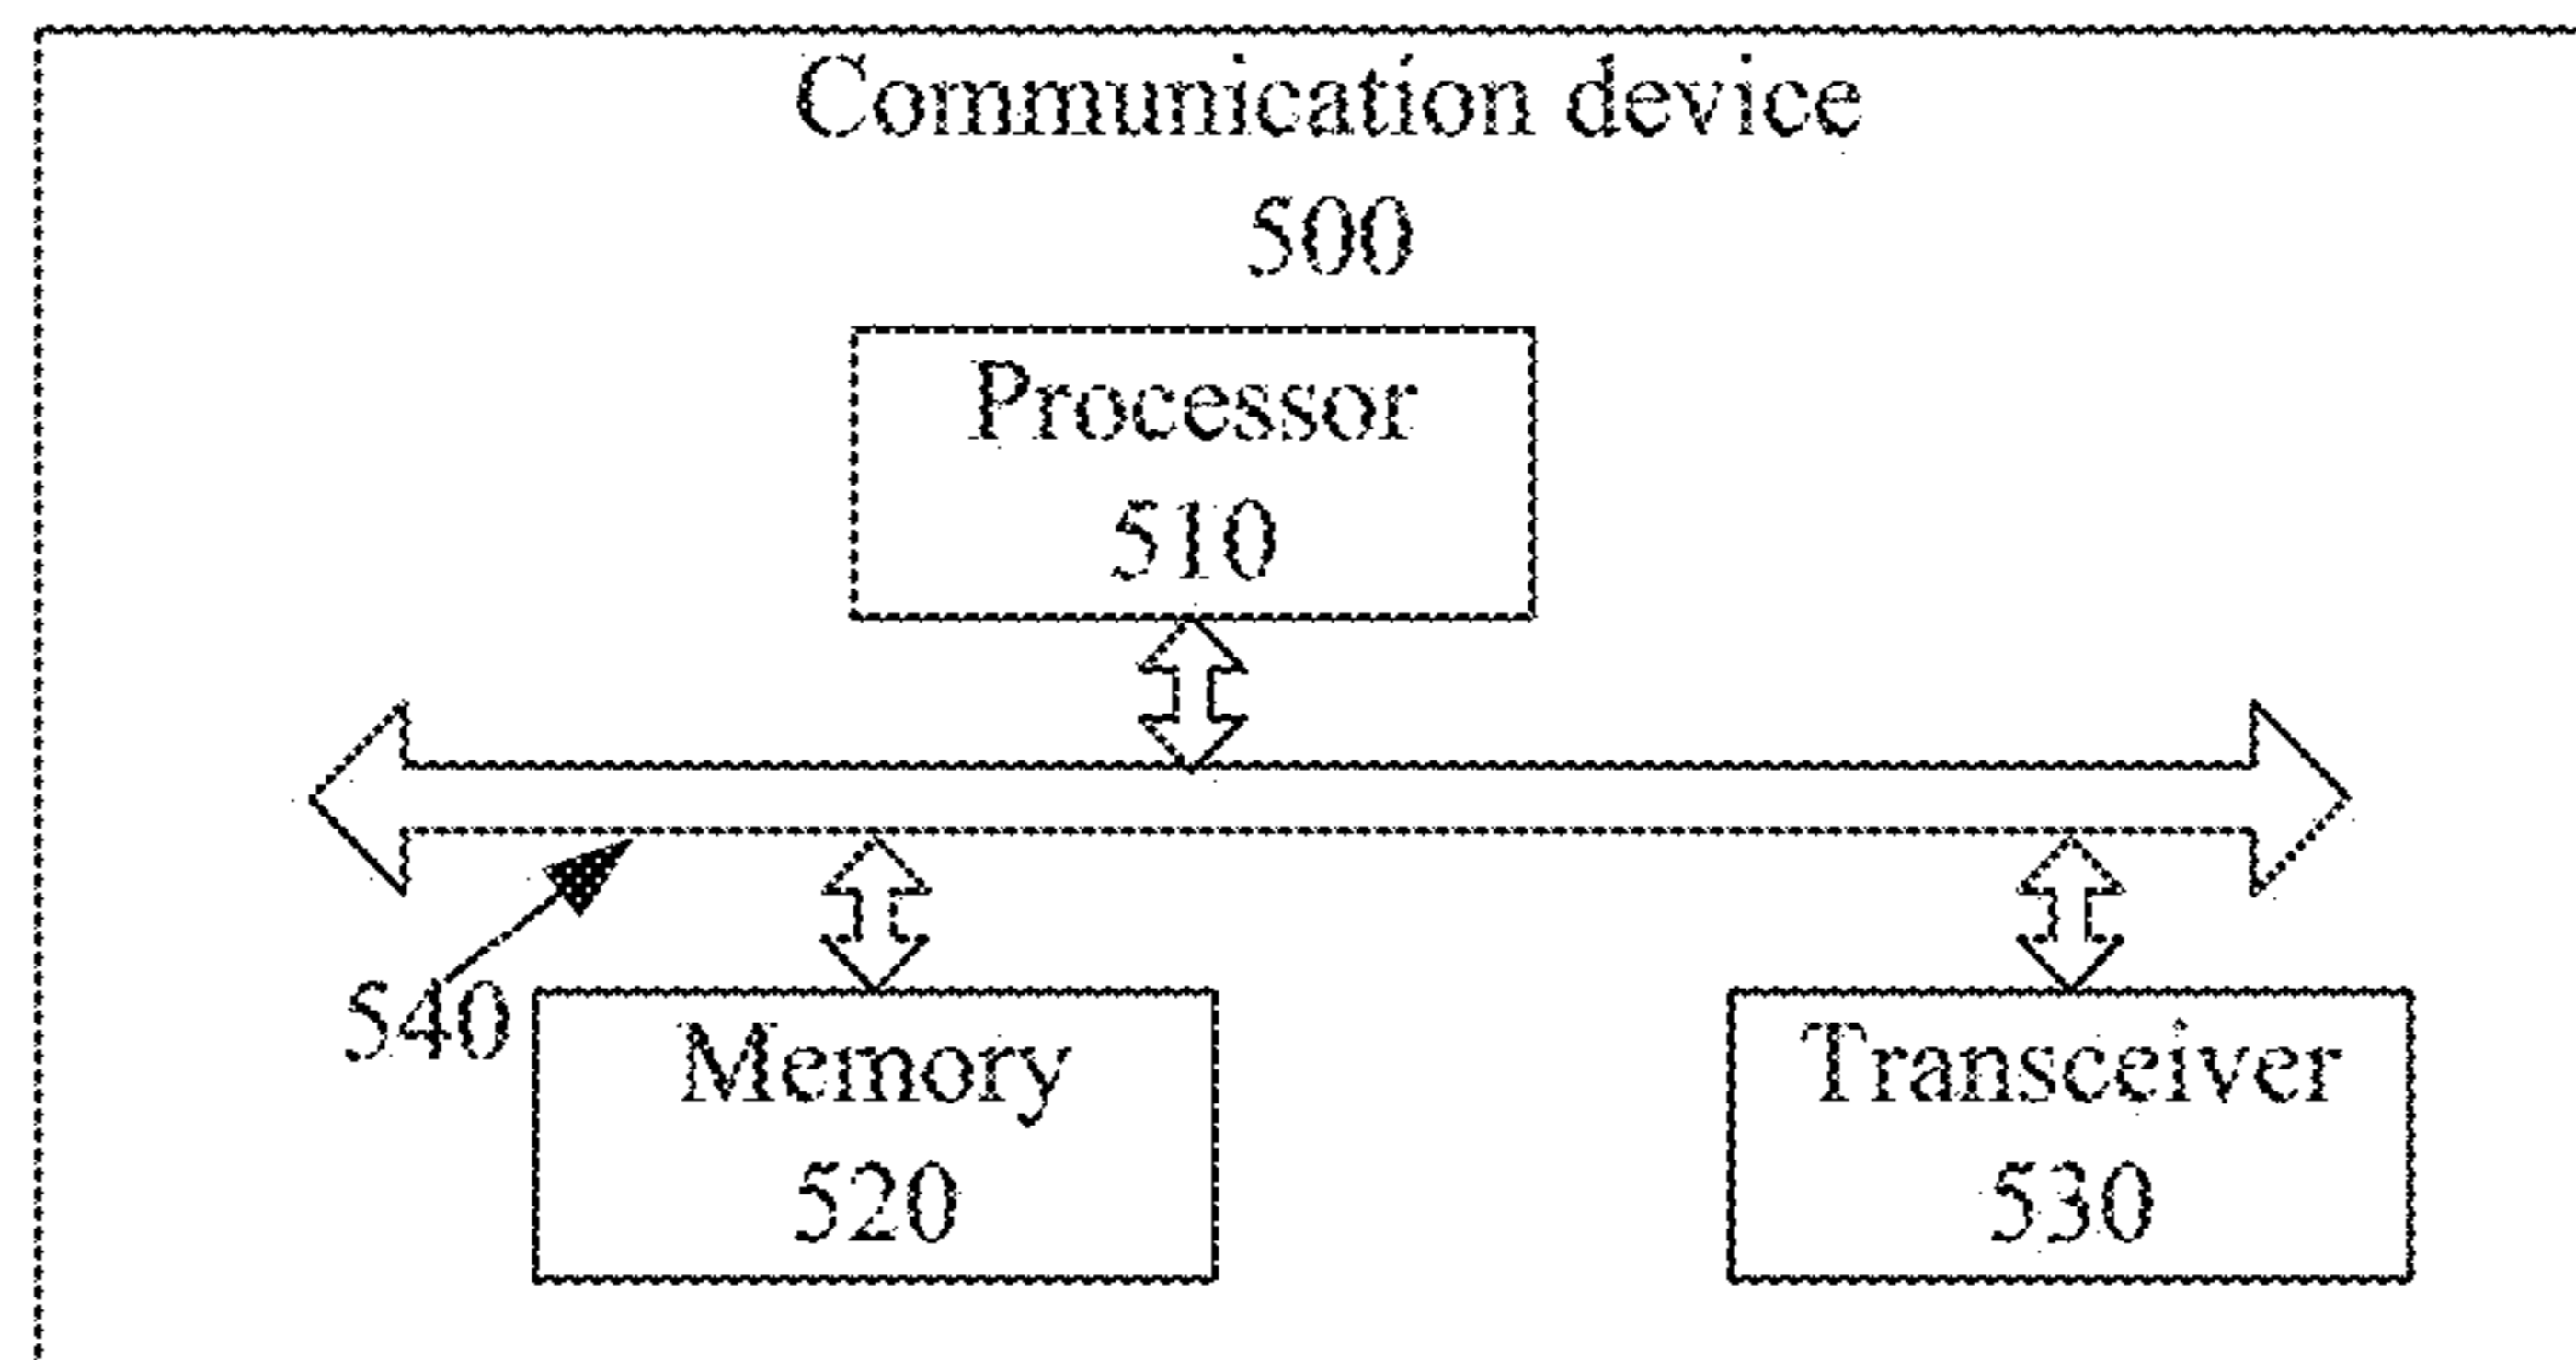 Communication device
500
Processor
510
540
Memory
520
Transceiver
530